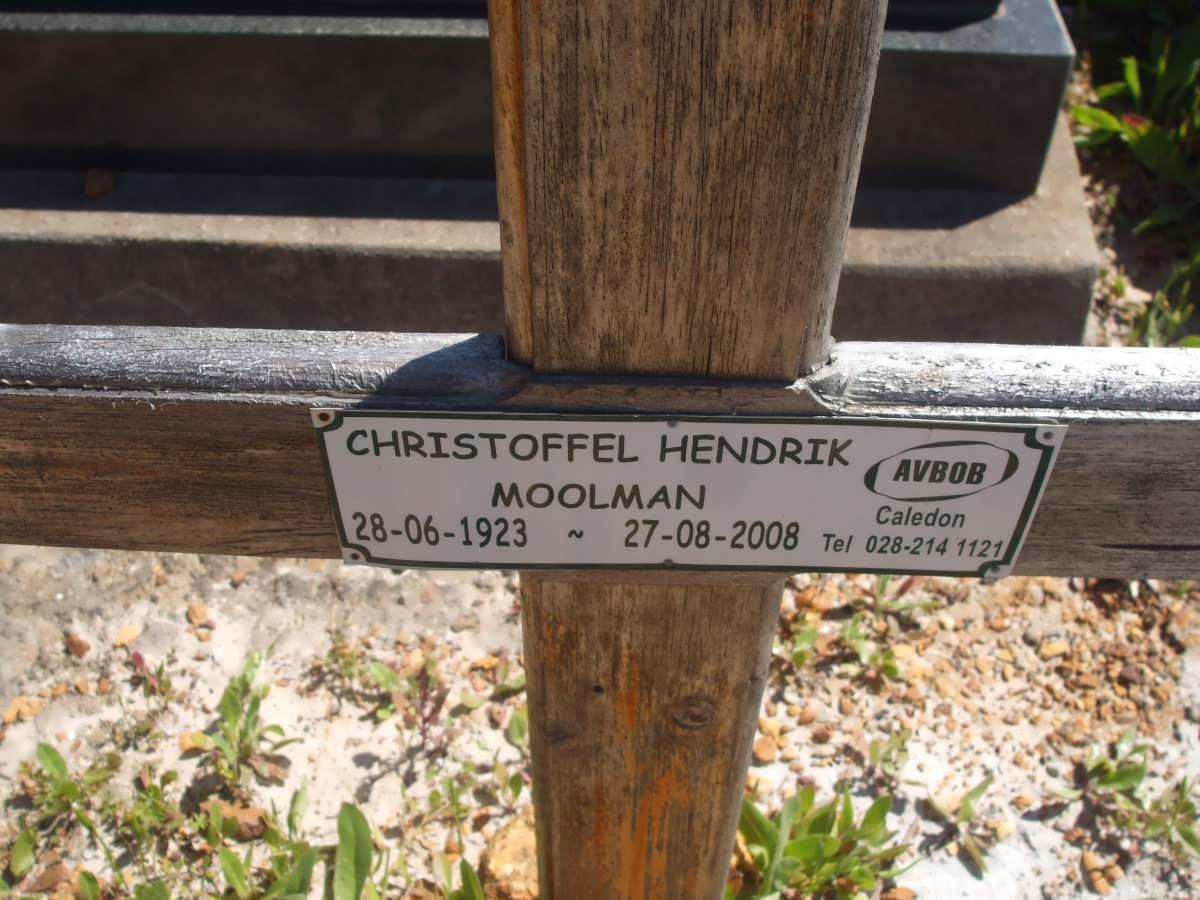 CHRISTOFFEL HENDRIK
MOOLMAN
28-06-1923 ~ 27-08-2008
AVBOB
Caledon
Tel 028-214 1121